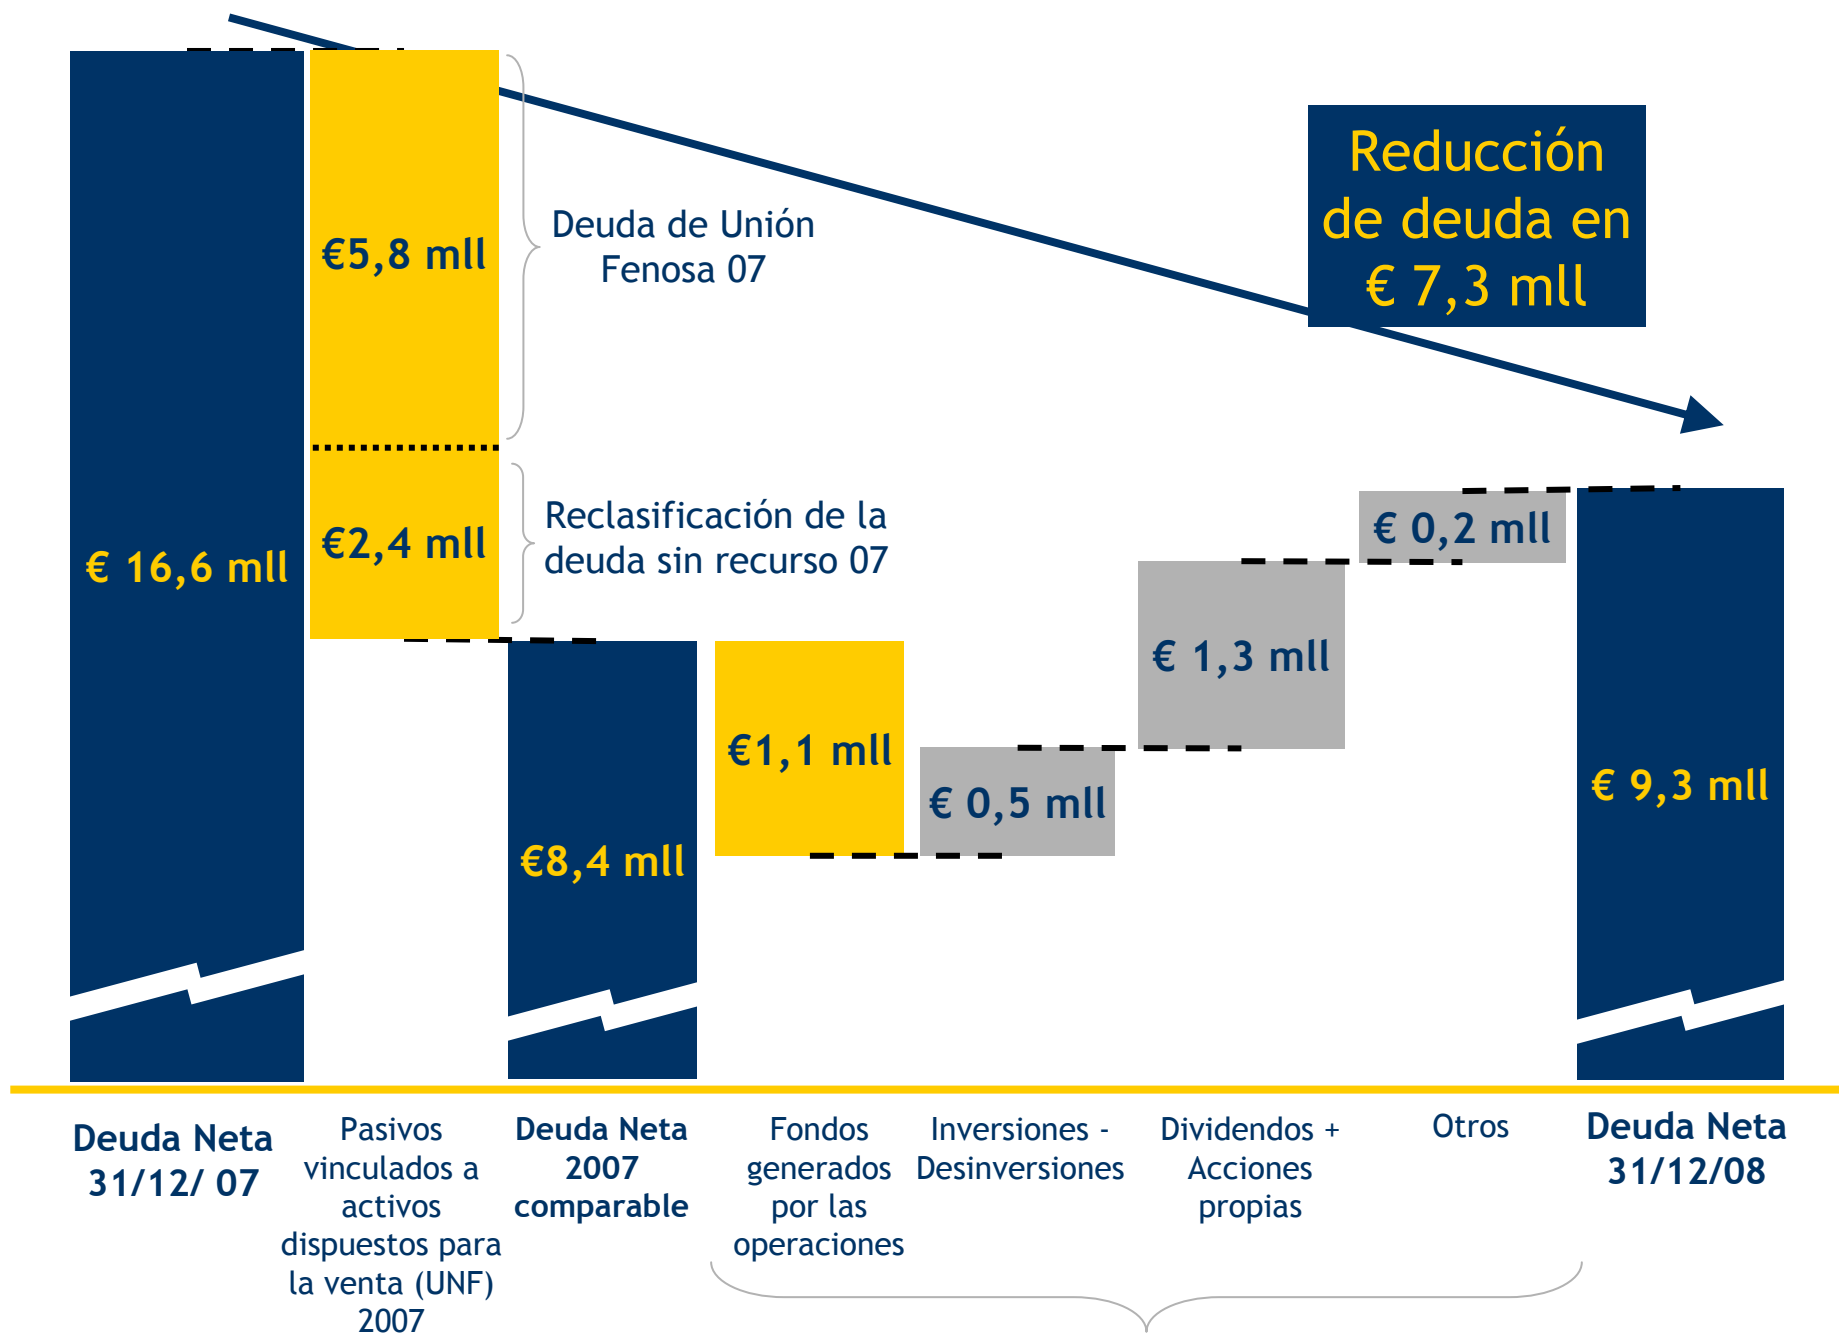 Reducción
de deuda en
€ 7,3 mll
€5,8 mll
Deuda de Unión
Fenosa 07
€ 16,6 mll
€2,4 mll
Reclasificación de la
deuda sin recurso 07
€8,4 mll
€1,1 mll
€ 0,5 mll
€ 1,3 mll
€ 0,2 mll
€ 9,3 mll
Deuda Neta
31/12/ 07
Pasivos
vinculados a
activos
dispuestos para
la venta (UNF)
2007
Deuda Neta
2007
comparable
Fondos
generados
por las
operaciones
Inversiones -
Desinversiones
Dividendos +
Acciones
propias
Otros
Deuda Neta
31/12/08